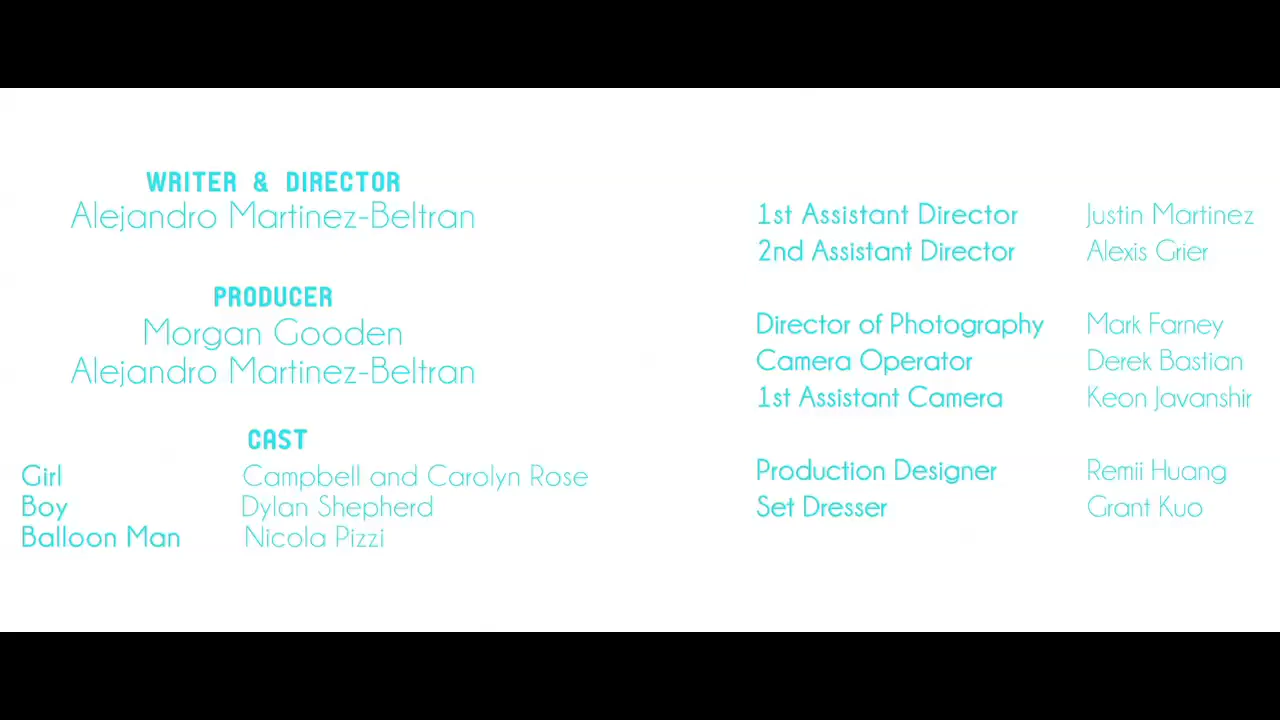 WRITER & DIRECTOR
Alejandro Martinez-Beltran
PRODUCER
Morgan Gooden
Alejandro Martinez-Beltran
CAST
Girl Campbell and Carolyn Rose
Boy Dylan Shepherd
Balloon Man Nicola Pizzi
1st Assistant Director Justin Martinez
2nd Assistant Director Alexis Grier
Director of Photography Mark Farney
Camera Operator Derek Bastian
1st Assistant Camera Keon Javanshir
Production Designer Remii Huang
Set Dresser Grant Kuo